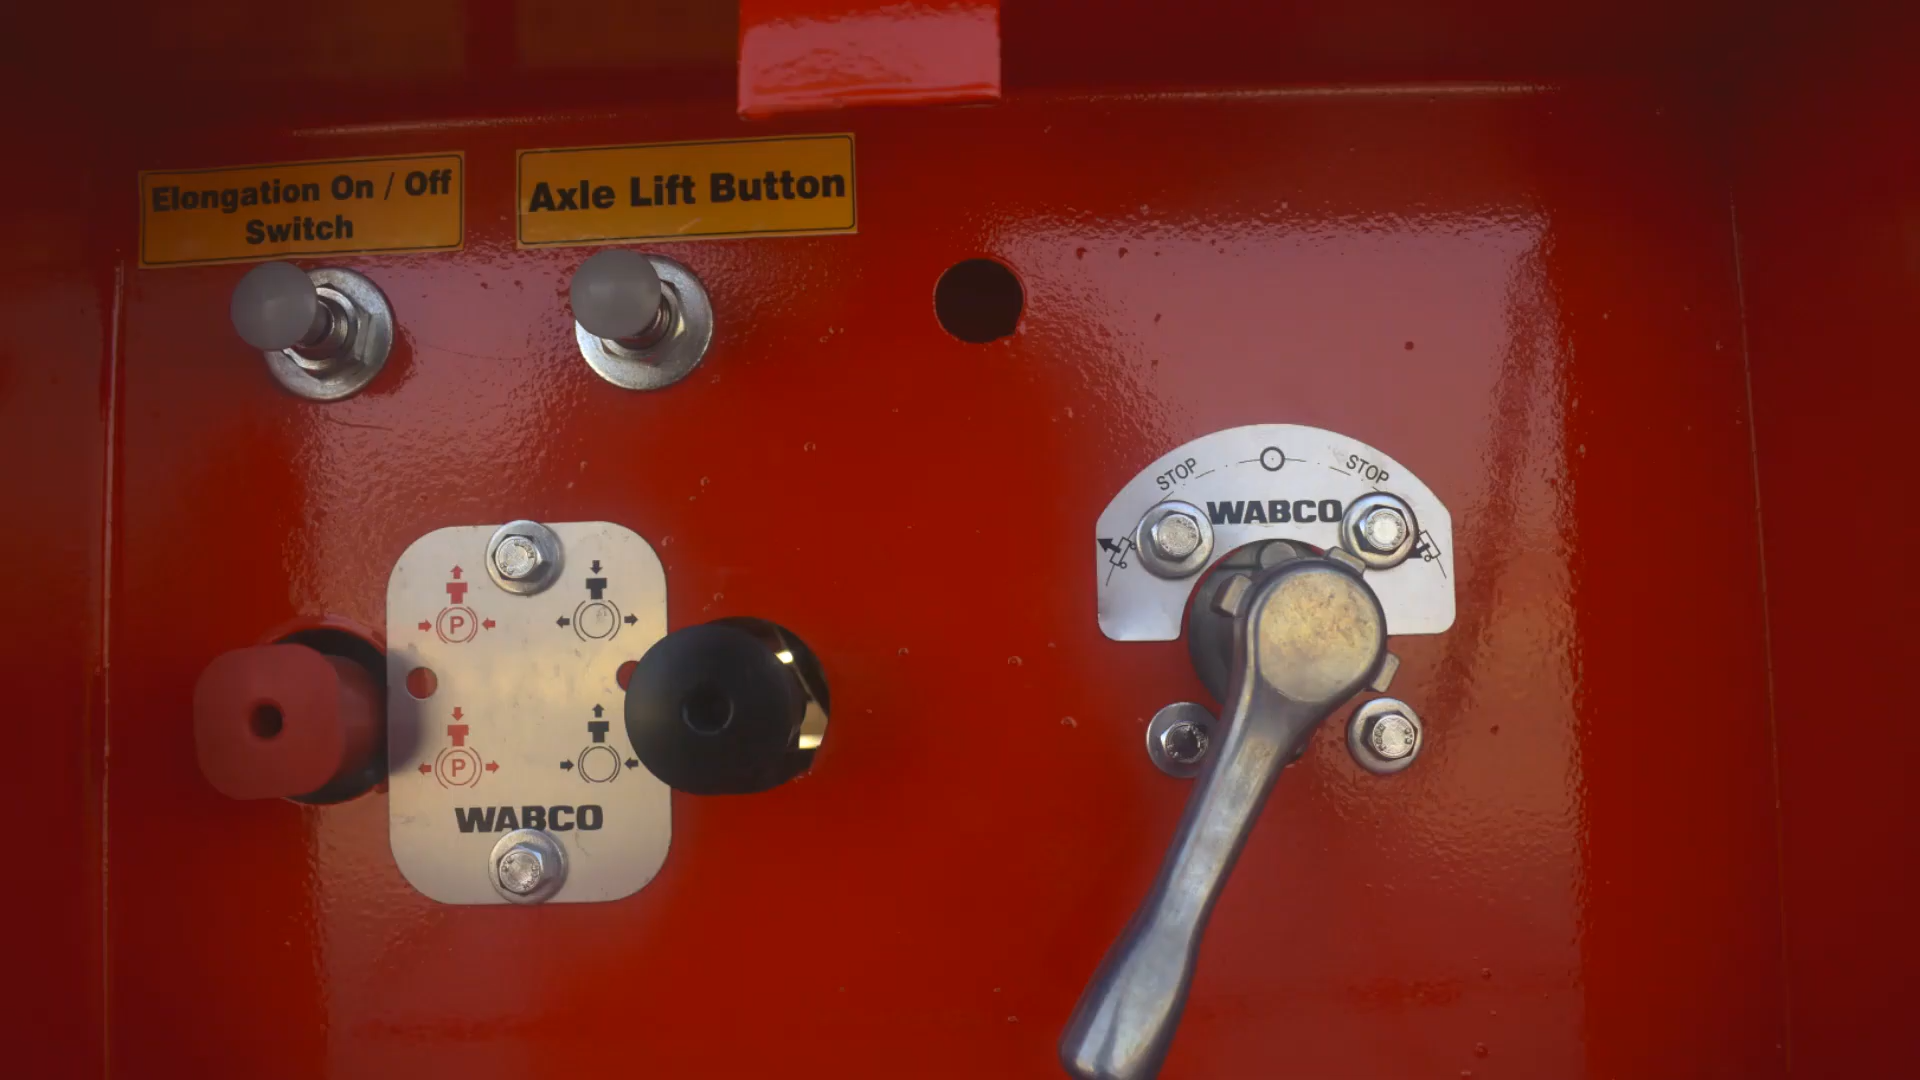 Elongation On / Off
Switch
Axle Lift Button
STOP
STOP
WABCO
P
P
WABCO